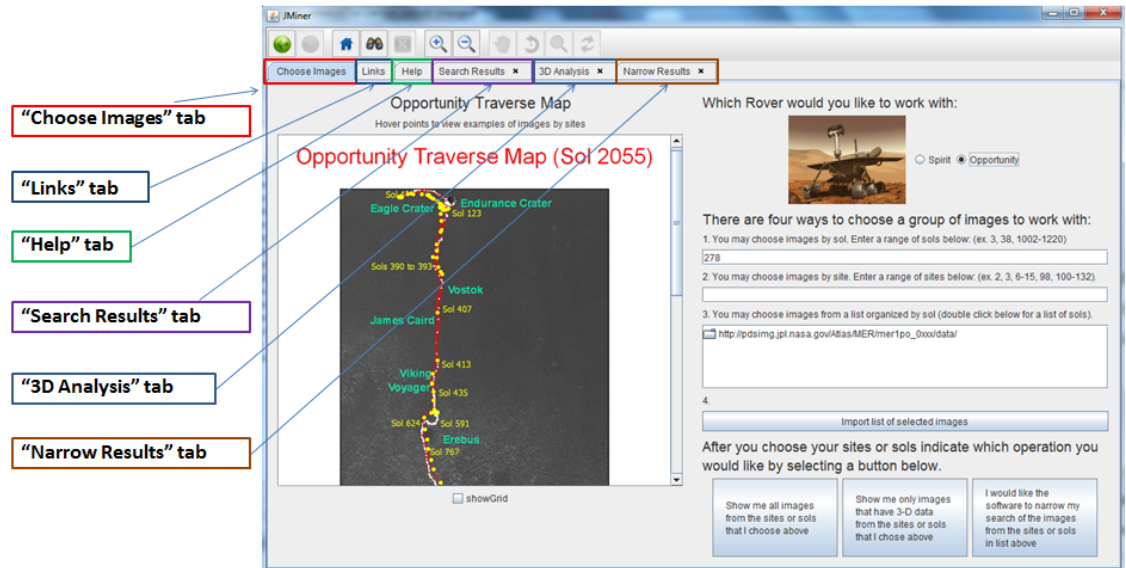 JMiner
Choose Images
Links
Help
Search Results
3D Analysis
Narrow Results
“Choose Images” tab
“Links” tab
“Help” tab
“Search Results” tab
“3D Analysis” tab
“Narrow Results” tab
Opportunity Traverse Map
Hover points to view examples of images by sites
Opportunity Traverse Map (Sol 2055)
Sol 1
Eagle Crater
Endurance Crater
Sol 123
Sols 390 to 393
Vostok
Sol 407
James Caird
Sol 413
Viking
Voyager
Sol 435
Sol 624
Sol 591
Erebus
Sol 767
showGrid
Which Rover would you like to work with:
Spirit
Opportunity
There are four ways to choose a group of images to work with:
1. You may choose images by sol. Enter a range of sols below: (ex. 3, 38, 1002-1220)
278
2. You may choose images by site. Enter a range of sites below: (ex. 2, 3, 6-15, 98, 100-132).
3. You may choose images from a list organized by sol (double click below for a list of sols).
http://pdsimg.jpl.nasa.gov/Atlas/MER/mer1po_0xxx/data/
4.
Import list of selected images
After you choose your sites or sols indicate which operation you
would like by selecting a button below.
Show me all images
from the sites or sols
that I choose above
Show me only images
that have 3-D data
from the sites or sols
that I chose above
I would like the
software to narrow my
search of the images
from the sites or sols
in list above